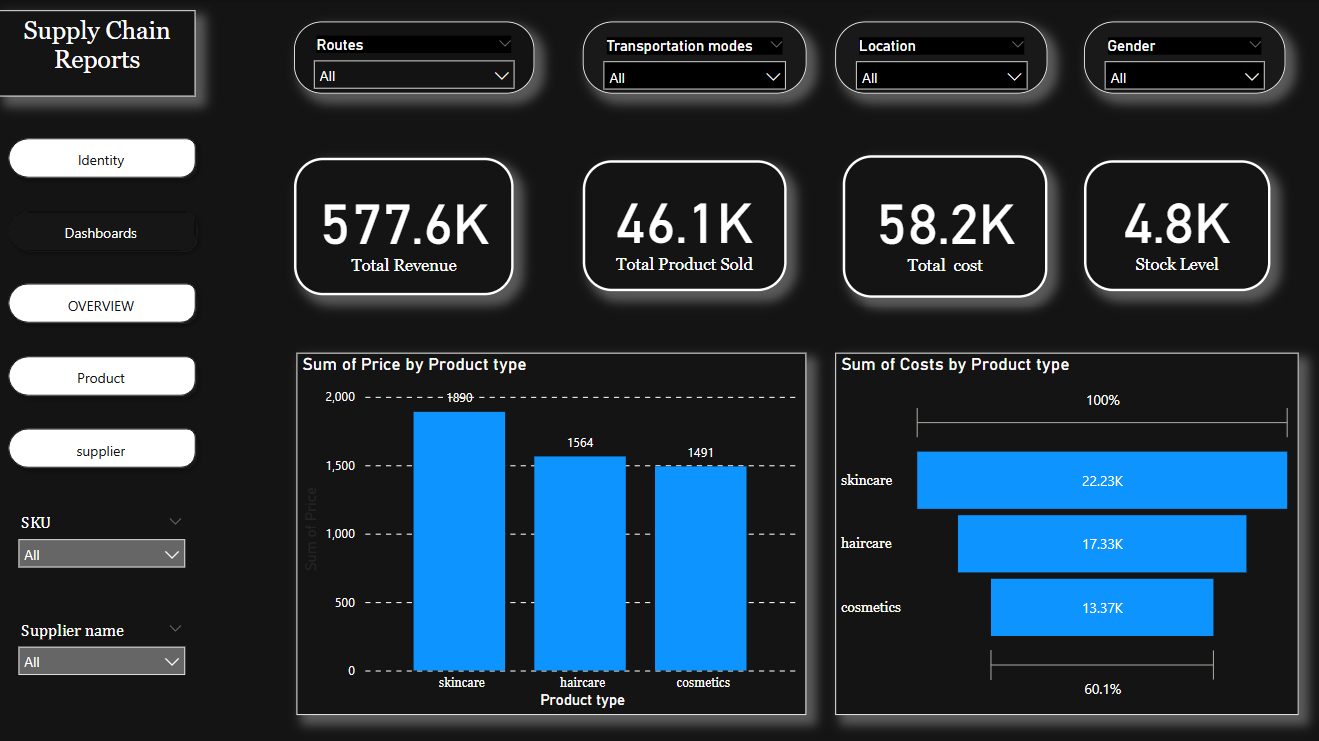 Supply Chain
Reports
Routes
All
Transportation modes
All
Location
All
Gender
All
Identity
Dashboards
OVERVIEW
Product
supplier
SKU
All
Supplier name
All
577.6K
Total Revenue
46.1K
Total Product Sold
58.2K
Total cost
4.8K
Stock Level
Sum of Price by Product type
2,000
1,500
1,000
500
0
Sum of Price
1890
1564
1491
skincare
haircare
cosmetics
Product type
Sum of Costs by Product type
100%
skincare
22.23K
haircare
17.33K
cosmetics
13.37K
60.1%